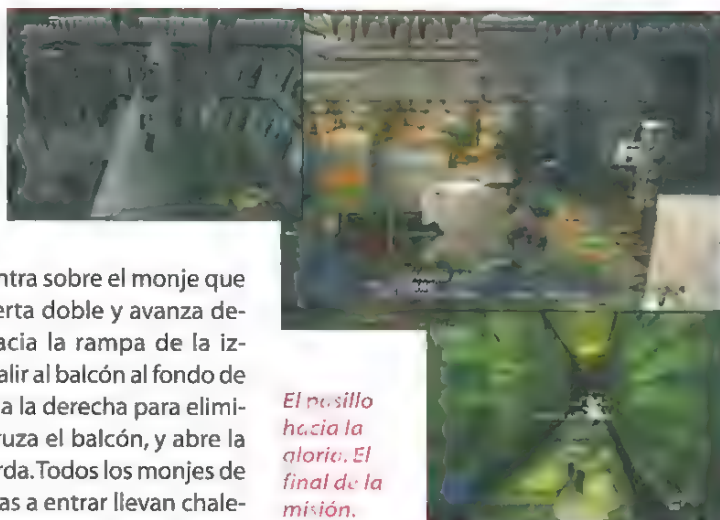 ntra sobre el monje que
erta doble y avanza de-
acia la rampa de la iz-
alir al balcón al fondo de
a la derecha para elimi-
ruza el balcón, y abre la
rda. Todos los monjes de
as a entrar llevan chale-
El pasillo
hacia la
gloria. El
final de la
misión.